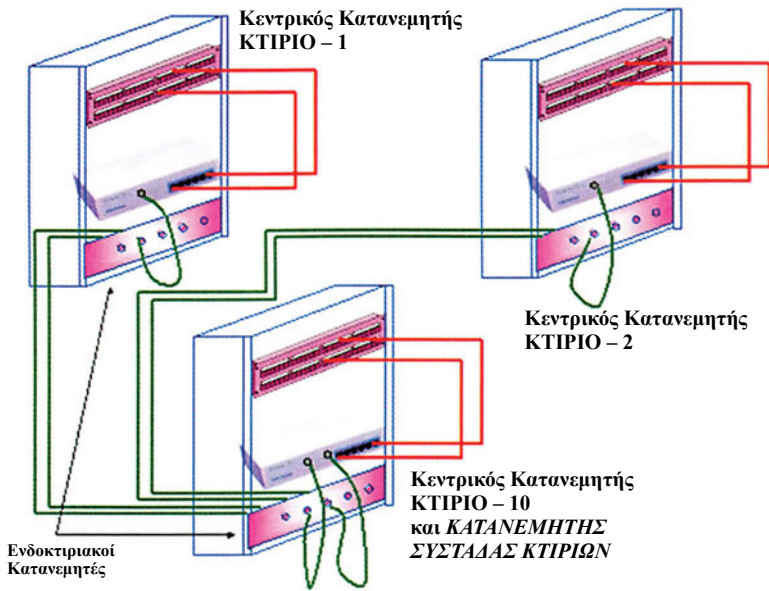 Κεντρικός Κατανεμητής
ΚΤΙΡΙΟ – 1
Κεντρικός Κατανεμητής
ΚΤΙΡΙΟ – 2
Κεντρικός Κατανεμητής
ΚΤΙΡΙΟ – 10
και ΚΑΤΑΝΕΜΗΤΗΣ
ΣΥΣΤΑΔΑΣ ΚΤΙΡΙΩΝ
Ενδοκτιριακοί
Κατανεμητές